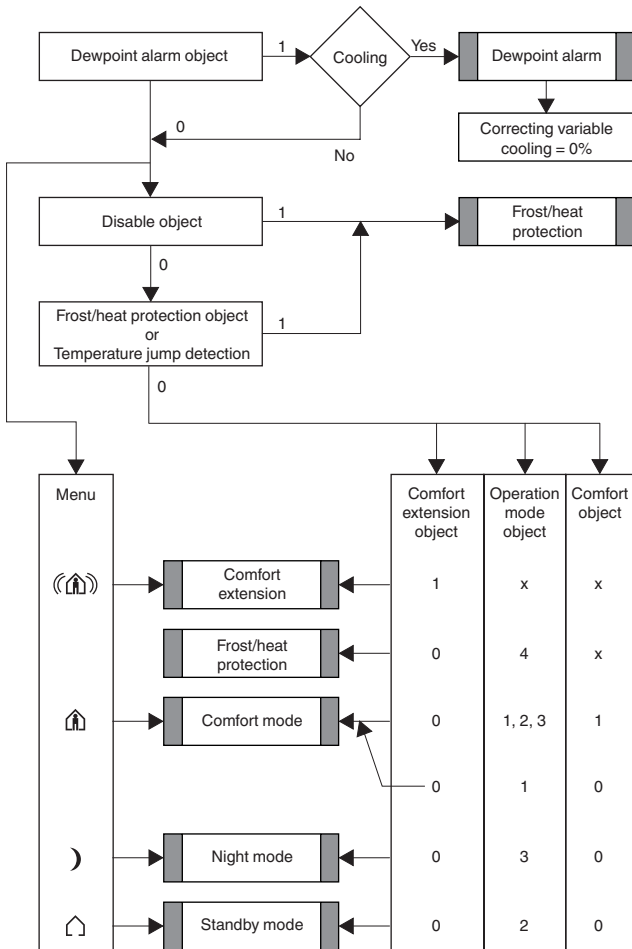 Dewpoint alarm object
1
Cooling
Yes
Dewpoint alarm
0
No
Correcting variable
cooling = 0%
Disable object
1
Frost/heat
protection
0
Frost/heat protection object
or
Temperature jump detection
1
0
Menu
Comfort
extension
object
Operation
mode
object
Comfort
object
Comfort
extension
1 x x
Frost/heat
protection
0 4 x
Comfort mode
0 1, 2, 3 1
0 1 0
Night mode
0 3 0
Standby mode
0 2 0